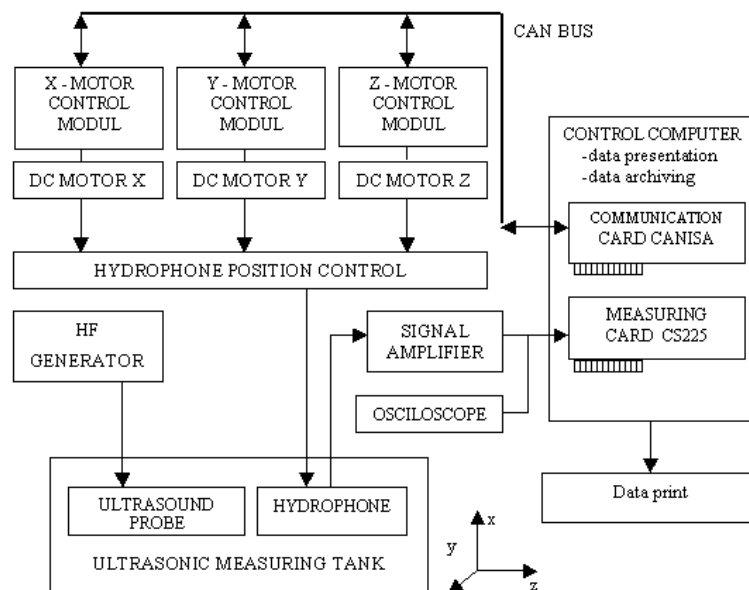 CAN BUS
X - MOTOR
CONTROL
MODUL
Y - MOTOR
CONTROL
MODUL
Z - MOTOR
CONTROL
MODUL
CONTROL COMPUTER
-data presentation
-data archiving
DC MOTOR X
DC MOTOR Y
DC MOTOR Z
COMMUNICATION
CARD CANISA
HYDROPHONE POSITION CONTROL
HF
GENERATOR
SIGNAL
AMPLIFIER
MEASURING
CARD CS225
OSCILOSCOPE
ULTRASOUND
PROBE
HYDROPHONE
Data print
ULTRASONIC MEASURING TANK
x
y
z